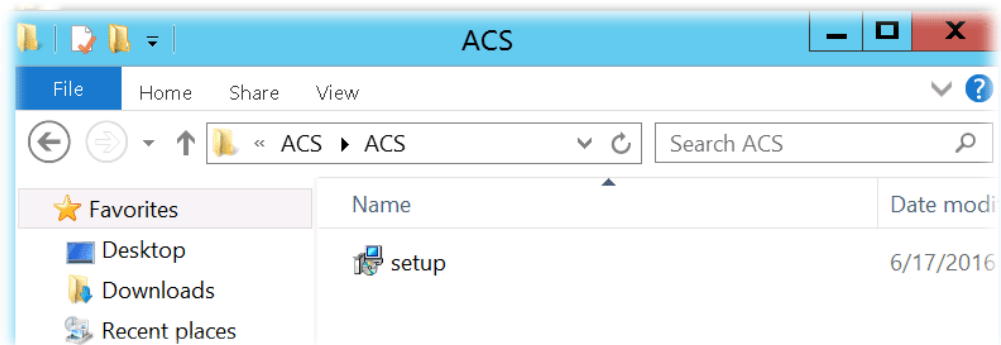 ACS
File Home Share View
« ACS ACS Search ACS
Favorites Name Date modi
Desktop setup 6/17/2016
Downloads
Recent places